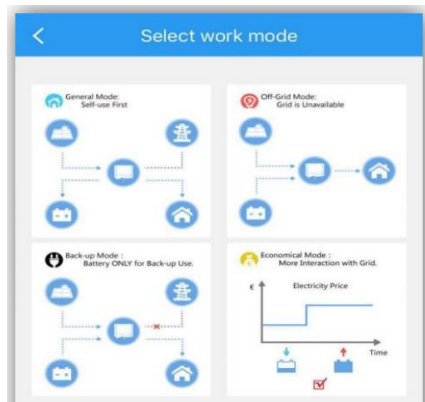 Select work mode
General Mode:
Self-use First
Off-Grid Mode:
Grid is Unavailable
Back-up Mode :
Battery ONLY for Back-up Use.
Economical Mode :
More Interaction with Grid.
€
Electricity Price
Time